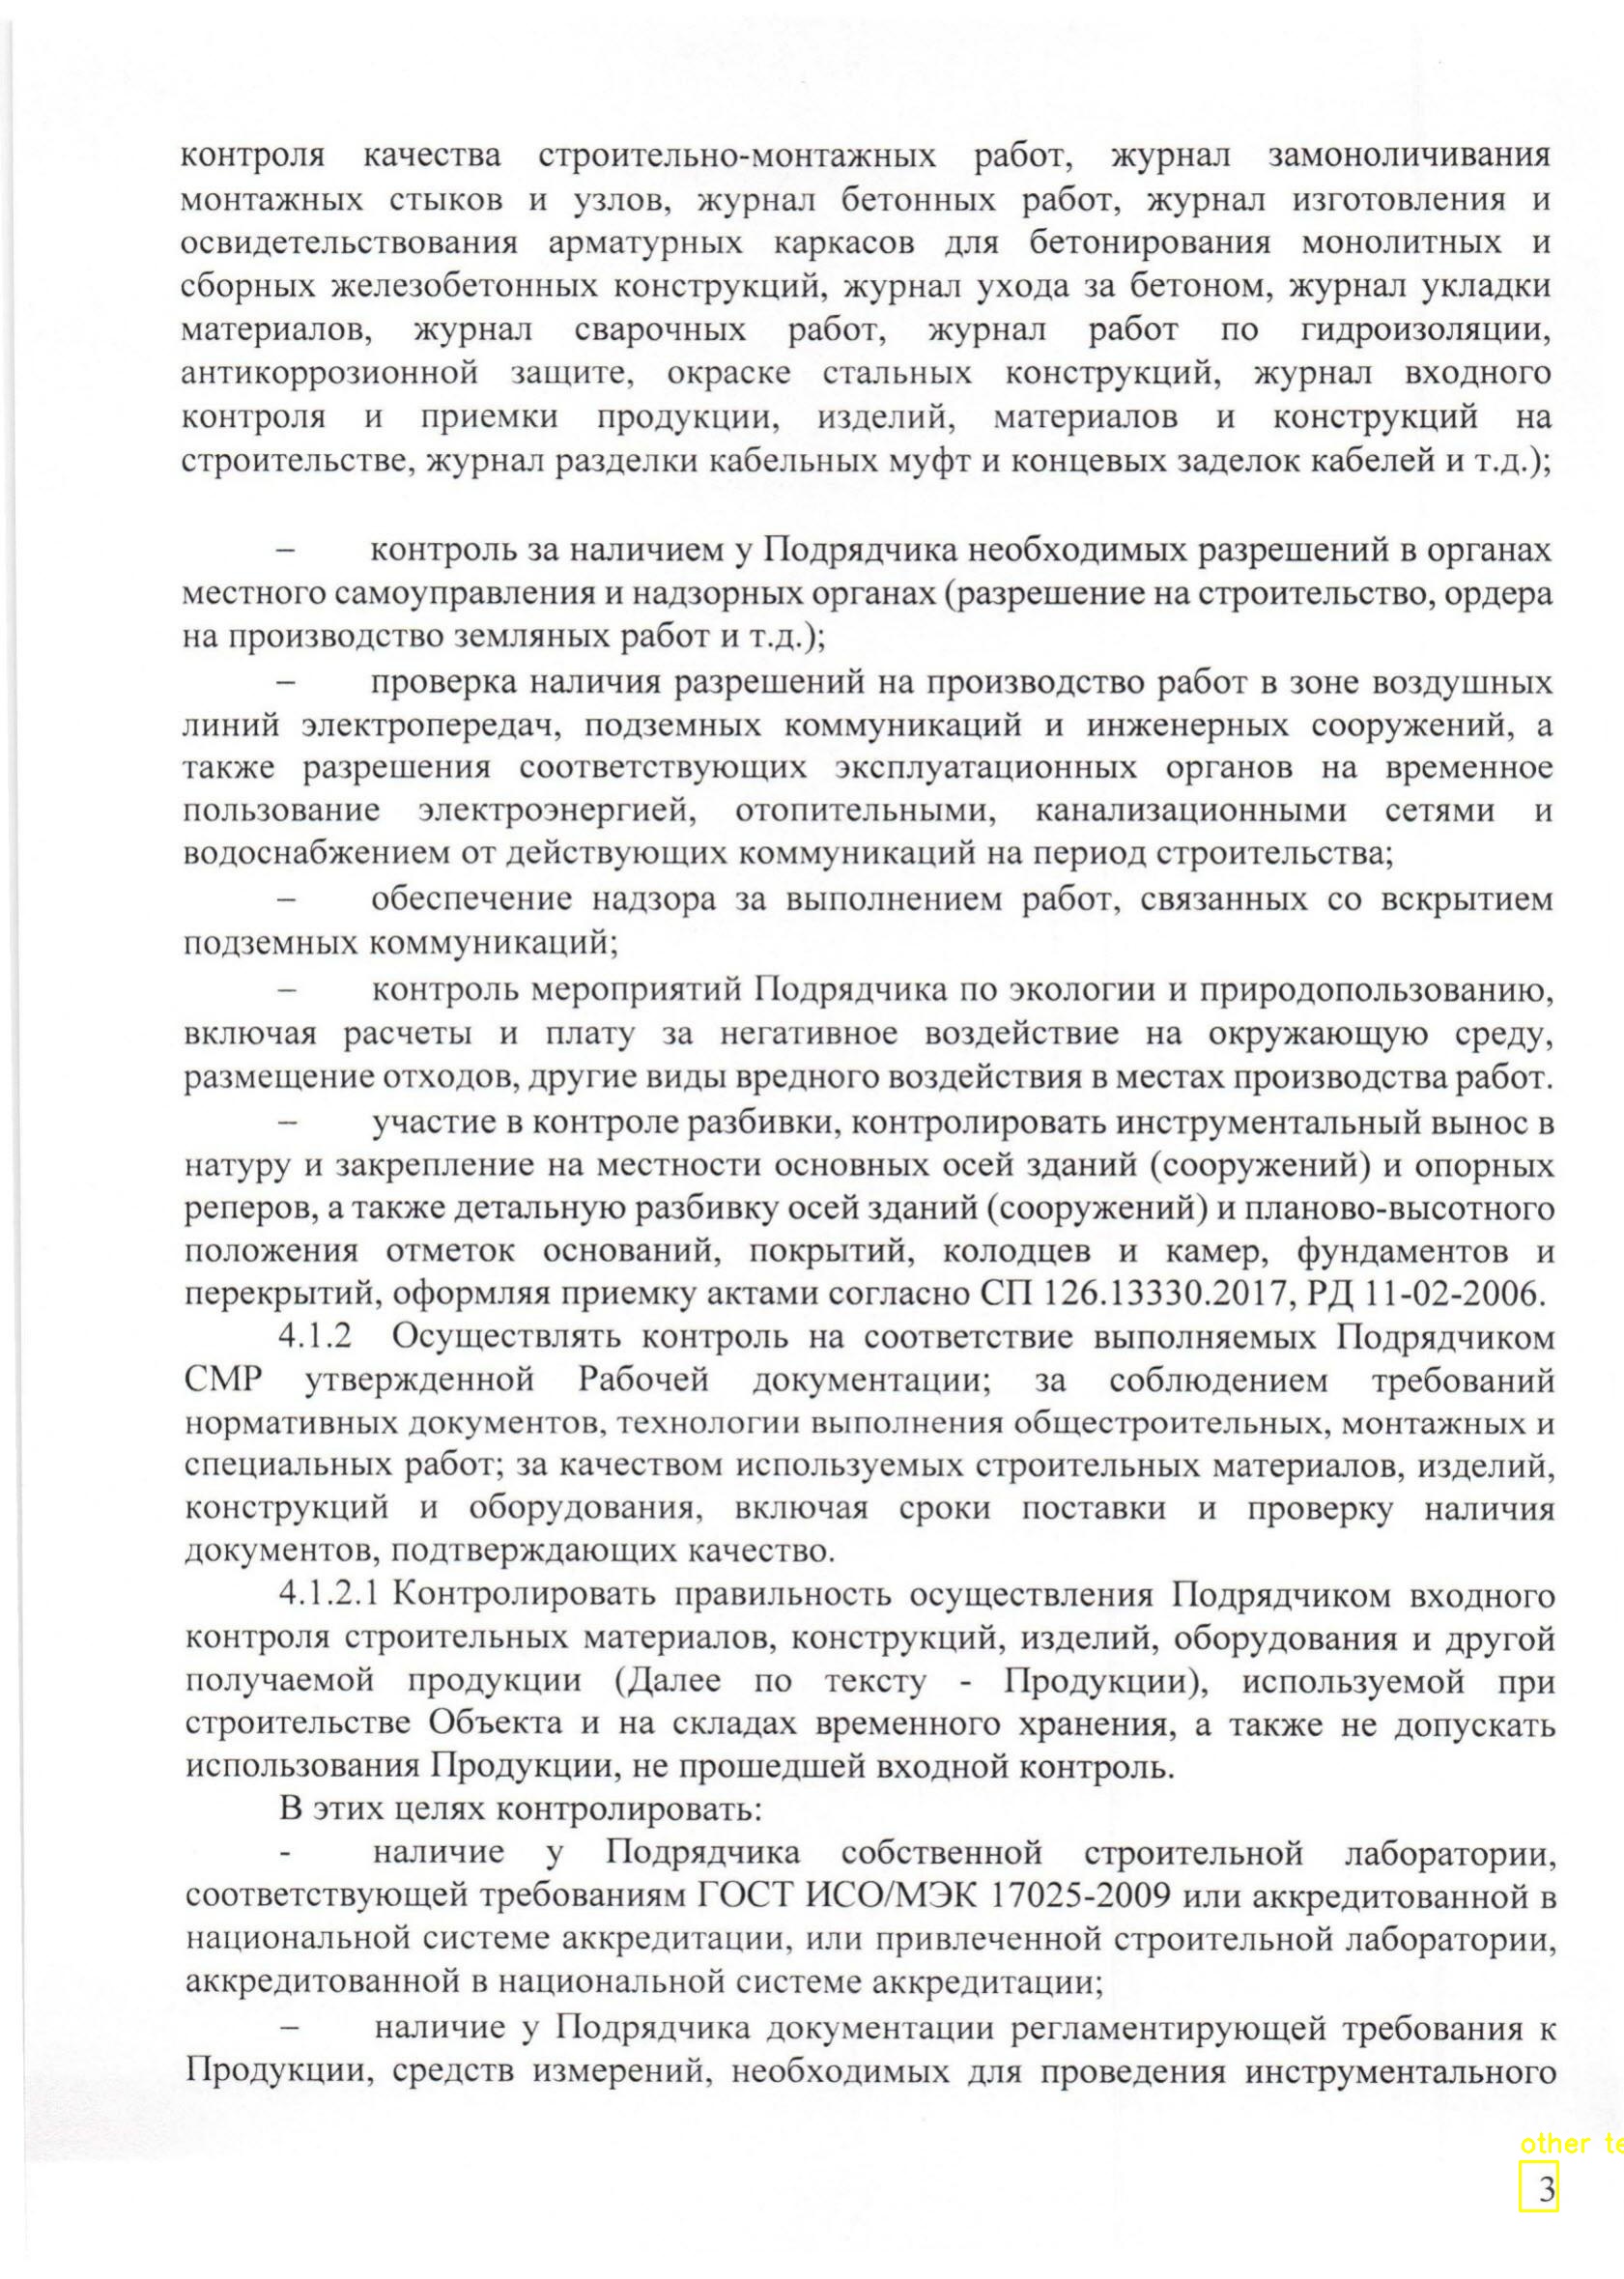 контроля качества строительно-монтажных работ, журнал замоноличивания
монтажных стыков и узлов, журнал бетонных работ, журнал изготовления и
освидетельствования арматурных каркасов для бетонирования монолитных и
сборных железобетонных конструкций, журнал ухода за бетоном, журнал укладки
материалов, журнал сварочных работ, журнал работ по гидроизоляции,
антикоррозионной защите, окраске стальных конструкций, журнал входного
контроля и приемки продукции, изделий, материалов и конструкций на
строительстве, журнал разделки кабельных муфт и концевых заделок кабелей и т.д.);
– контроль за наличием у Подрядчика необходимых разрешений в органах
местного самоуправления и надзорных органах (разрешение на строительство, ордера
на производство земляных работ и т.д.);
– проверка наличия разрешений на производство работ в зоне воздушных
линий электропередач, подземных коммуникаций и инженерных сооружений, а
также разрешения соответствующих эксплуатационных органов на временное
пользование электроэнергией, отопительными, канализационными сетями и
водоснабжением от действующих коммуникаций на период строительства;
– обеспечение надзора за выполнением работ, связанных со вскрытием
подземных коммуникаций;
– контроль мероприятий Подрядчика по экологии и природопользованию,
включая расчеты и плату за негативное воздействие на окружающую среду,
размещение отходов, другие виды вредного воздействия в местах производства работ.
– участие в контроле разбивки, контролировать инструментальный вынос в
натуру и закрепление на местности основных осей зданий (сооружений) и опорных
реперов, а также детальную разбивку осей зданий (сооружений) и планово-высотного
положения отметок оснований, покрытий, колодцев и камер, фундаментов и
перекрытий, оформляя приемку актами согласно СП 126.13330.2017, РД 11-02-2006.
4.1.2 Осуществлять контроль на соответствие выполняемых Подрядчиком
СМР утвержденной Рабочей документации; за соблюдением требований
нормативных документов, технологии выполнения общестроительных, монтажных и
специальных работ; за качеством используемых строительных материалов, изделий,
конструкций и оборудования, включая сроки поставки и проверку наличия
документов, подтверждающих качество.
4.1.2.1 Контролировать правильность осуществления Подрядчиком входного
контроля строительных материалов, конструкций, изделий, оборудования и другой
получаемой продукции (Далее по тексту - Продукции), используемой при
строительстве Объекта и на складах временного хранения, а также не допускать
использования Продукции, не прошедшей входной контроль.
В этих целях контролировать:
- наличие у Подрядчика собственной строительной лаборатории,
соответствующей требованиям ГОСТ ИСО/МЭК 17025-2009 или аккредитованной в
национальной системе аккредитации, или привлеченной строительной лаборатории,
аккредитованной в национальной системе аккредитации;
– наличие у Подрядчика документации регламентирующей требования к
Продукции, средств измерений, необходимых для проведения инструментального
other te
3